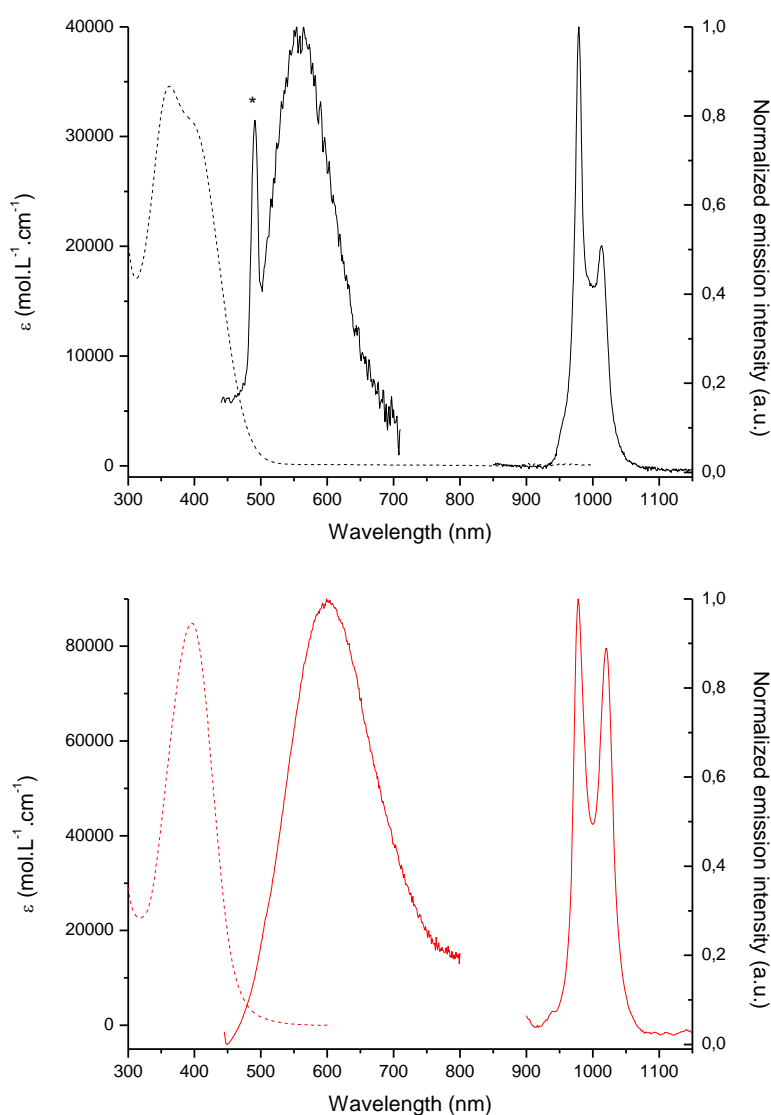 40000
30000
20000
10000
0
ε (mol.L⁻¹.cm⁻¹)
*
1,0
0,8
0,6
0,4
0,2
0,0
Normalized emission intensity (a.u.)
300 400 500 600 700 800 900 1000 1100
Wavelength (nm)
80000
60000
40000
20000
0
ε (mol.L⁻¹.cm⁻¹)
1,0
0,8
0,6
0,4
0,2
0,0
Normalized emission intensity (a.u.)
300 400 500 600 700 800 900 1000 1100
Wavelength (nm)